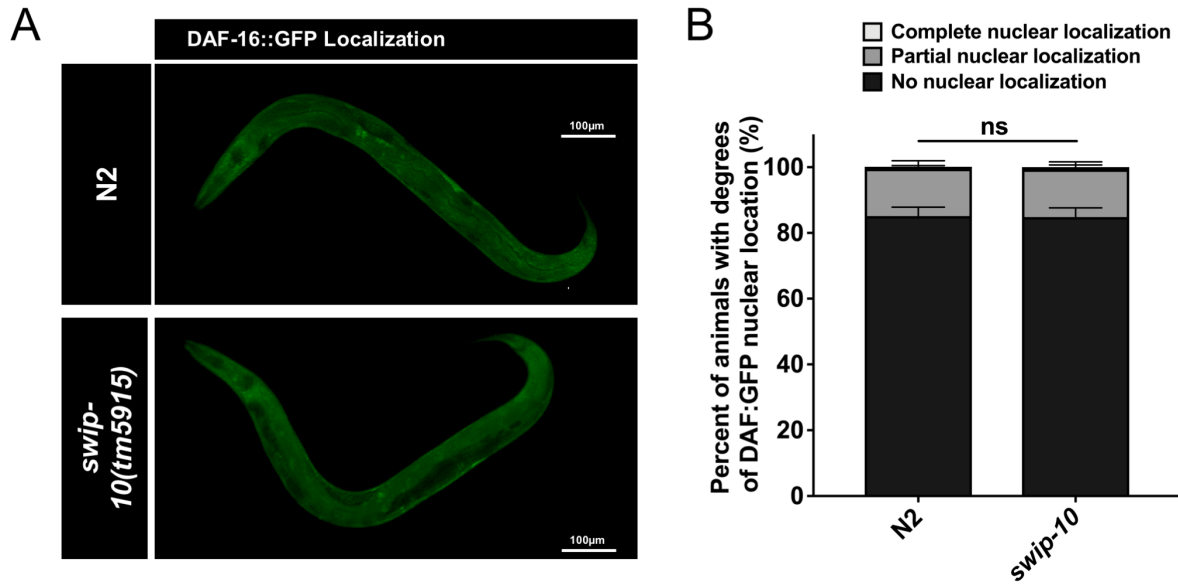 A
DAF-16::GFP Localization
N2
100µm
swip-
10(tm5915)
100µm
B
Complete nuclear localization
Partial nuclear localization
No nuclear localization
ns
Percent of animals with degrees
of DAF:GFP nuclear location (%)
100
80
60
40
20
0
N2
swip-10